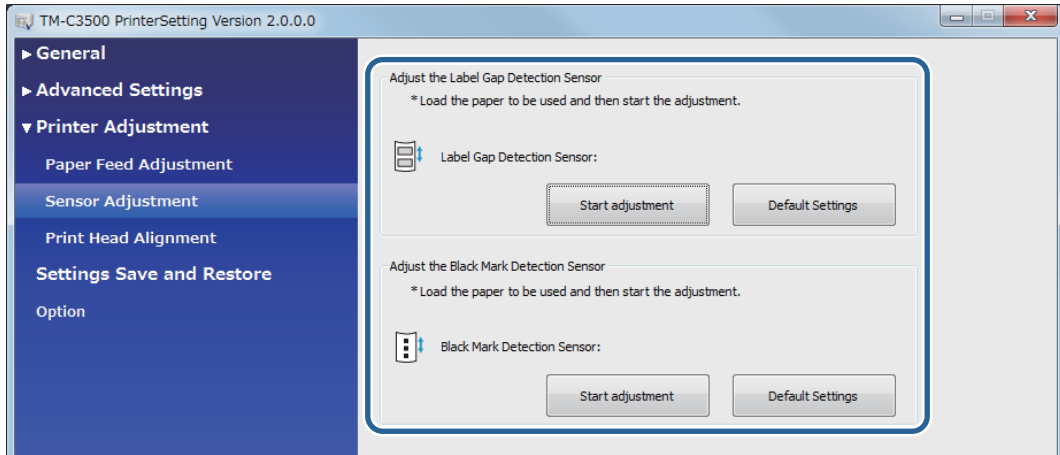 TM-C3500 PrinterSetting Version 2.0.0.0
General
Advanced Settings
Printer Adjustment
Paper Feed Adjustment
Sensor Adjustment
Print Head Alignment
Settings Save and Restore
Option
Adjust the Label Gap Detection Sensor
*Load the paper to be used and then start the adjustment.
Label Gap Detection Sensor:
Start adjustment
Default Settings
Adjust the Black Mark Detection Sensor
*Load the paper to be used and then start the adjustment.
Black Mark Detection Sensor:
Start adjustment
Default Settings